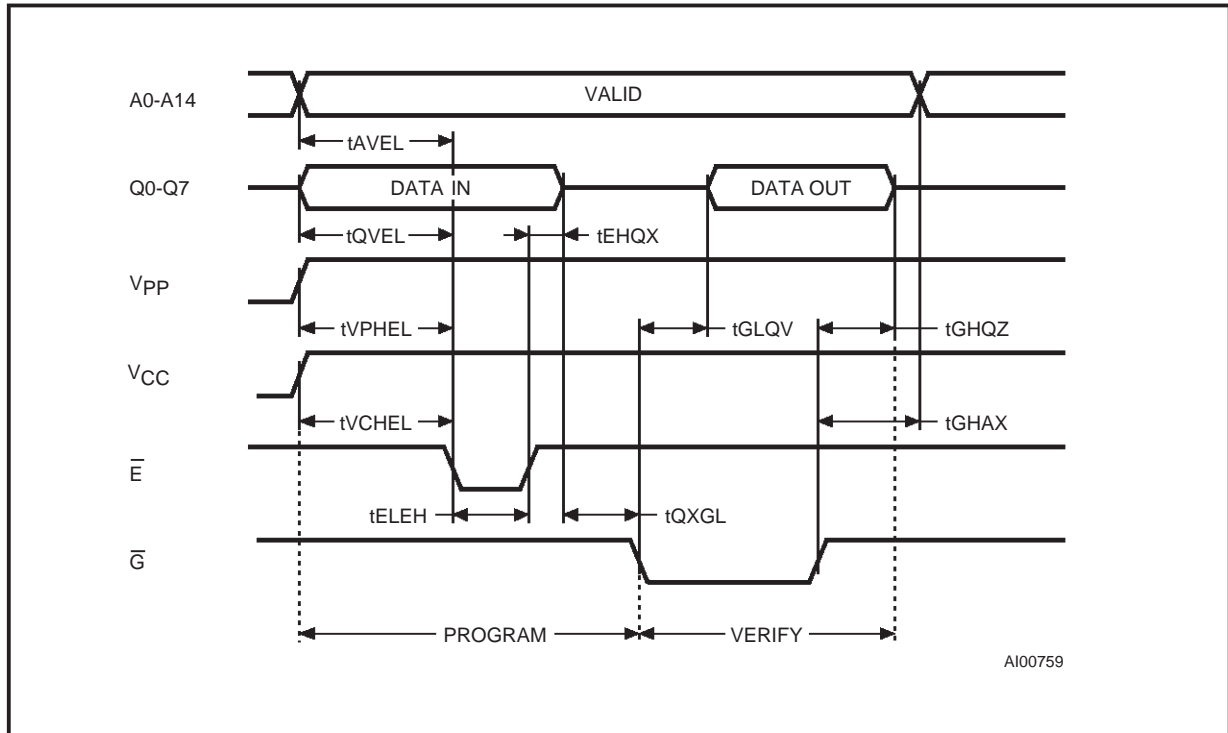 A0-A14
VALID
tAVEL
Q0-Q7
DATA IN
DATA OUT
tQVEL
tEHQX
VPP
tVPHEL
tGLQV
tGHQZ
VCC
tVCHEL
tGHAX
E̅
tELEH
tQXGL
G̅
PROGRAM
VERIFY
AI00759